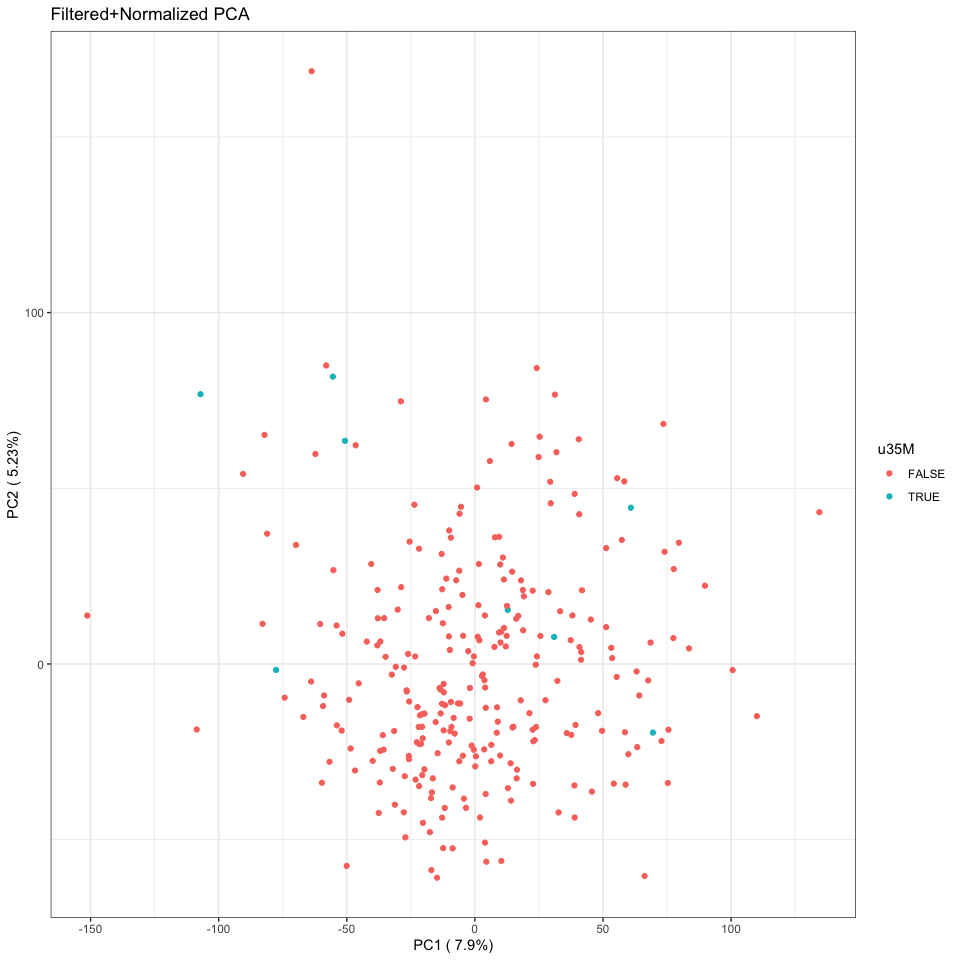 Filtered+Normalized PCA
PC2 ( 5.23%)
100
0
-150
-100
-50
0
50
100
PC1 ( 7.9%)
u35M
FALSE
TRUE